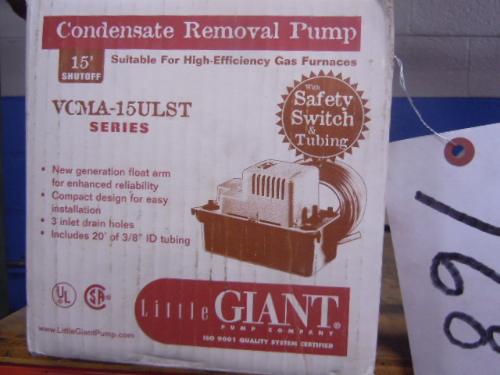 Condensate Removal Pump
15'
SHUTOFF
Suitable For High-Efficiency Gas Furnaces
VCMA-15ULST
SERIES
With
Safety
Switch
&
Tubing
• New generation float arm
for enhanced reliability
• Compact design for easy
installation
• 3 inlet drain holes
• Includes 20' of 3/8" ID tubing
UL
SA
Little GIANT®
PUMP COMPANY
ISO 9001 QUALITY SYSTEM CERTIFIED
www.LittleGiantPump.com